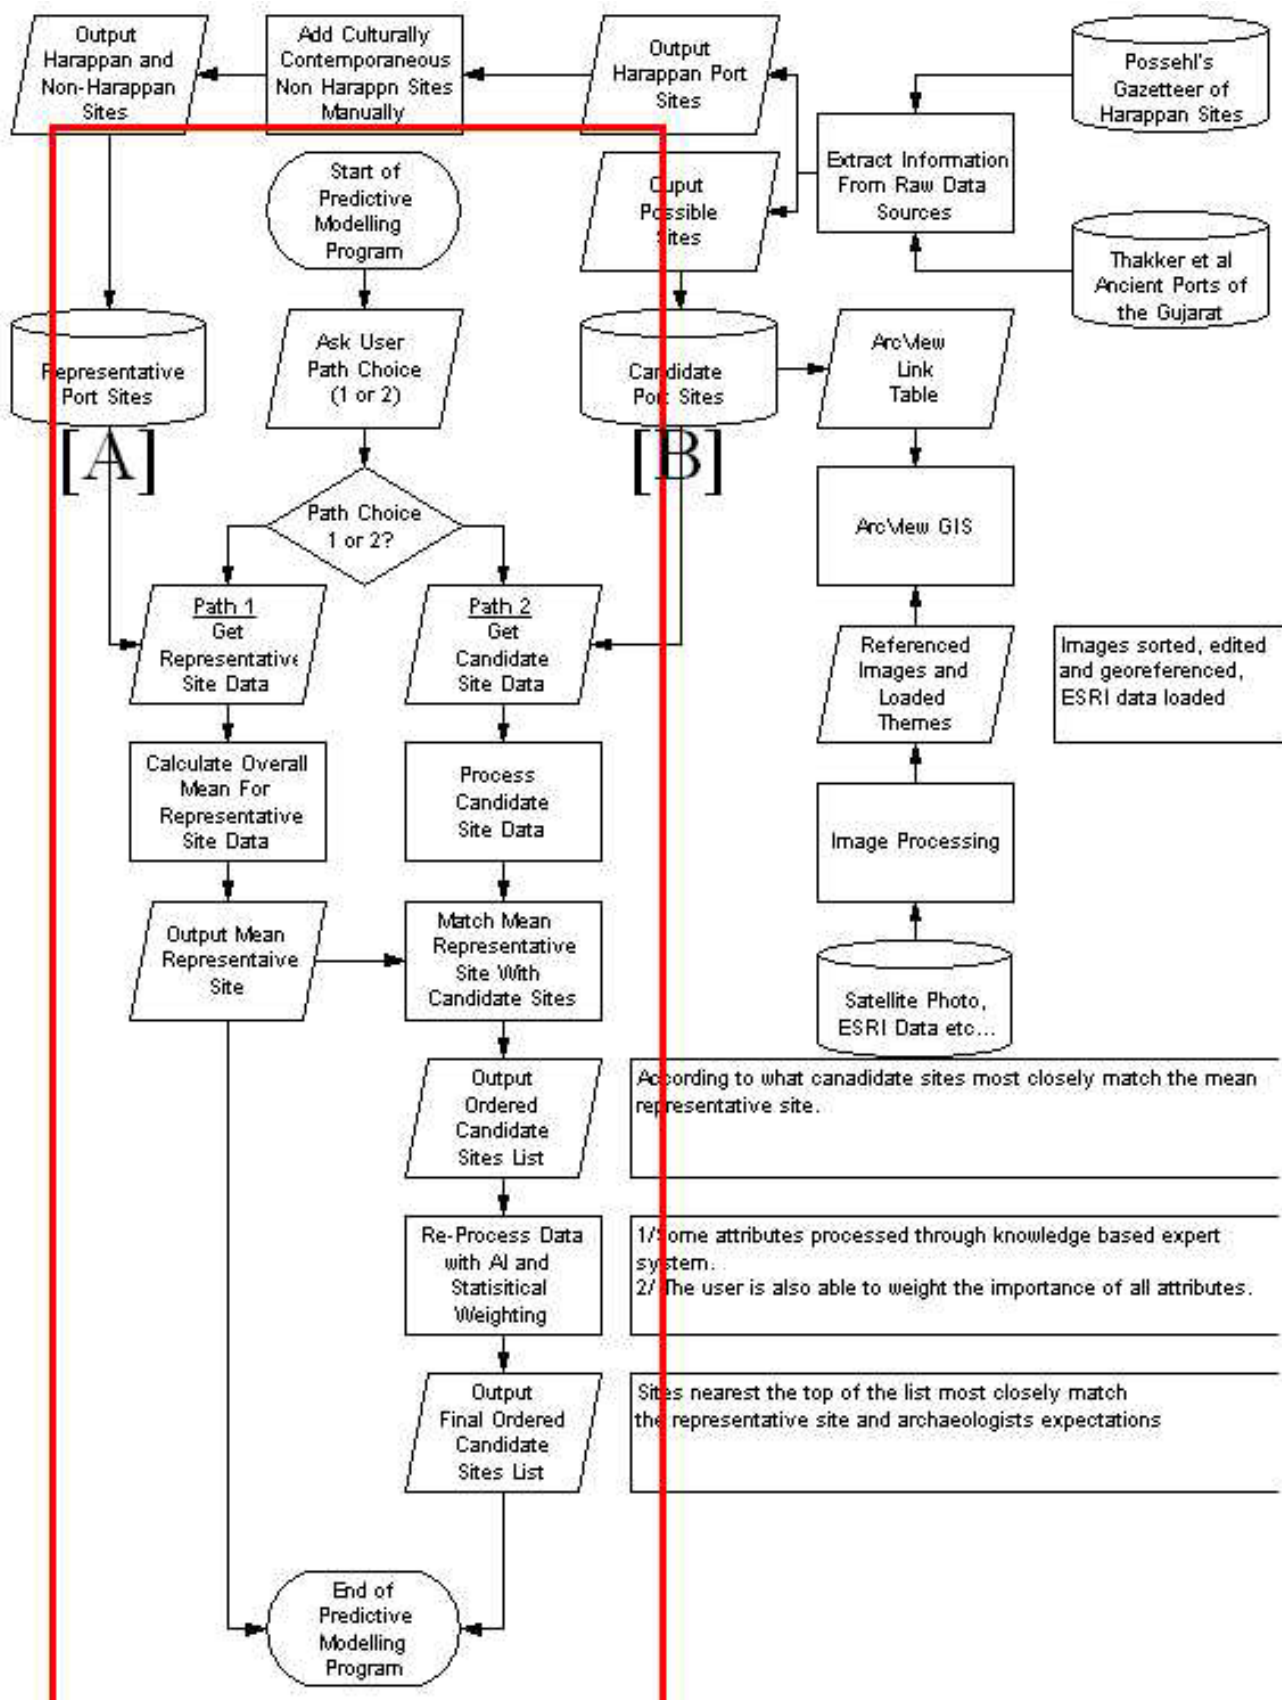 Output
Harappan and
Non-Harappan
Sites
Add Culturally
Contemporaneous
Non Harappn Sites
Manually
Output
Harappan Port
Sites
Possehl's
Gazetteer of
Harappan Sites
Extract Information
From Raw Data
Sources
Start of
Predictive
Modelling
Program
Ouput
Possible
Sites
Thakker et al
Ancient Ports of
the Gujarat
Representative
Port Sites
Ask User
Path Choice
(1 or 2)
Candidate
Port Sites
ArcView
Link
Table
[A]
[B]
Path Choice
1 or 2?
ArcView GIS
Path 1
Get
Representative
Site Data
Path 2
Get
Candidate
Site Data
Referenced
Images and
Loaded
Themes
Images sorted, edited
and georeferenced,
ESRI data loaded
Calculate Overall
Mean For
Representative
Site Data
Process
Candidate
Site Data
Image Processing
Output Mean
Representaive
Site
Match Mean
Representative
Site With
Candidate Sites
Satellite Photo,
ESRI Data etc...
Output
Ordered
Candidate
Sites List
According to what canadidate sites most closely match the mean
representative site.
Re-Process Data
with AI and
Statisitical
Weighting
1/Some attributes processed through knowledge based expert
system.
2/ The user is also able to weight the importance of all attributes.
Output
Final Ordered
Candidate
Sites List
Sites nearest the top of the list most closely match
the representative site and archaeologists expectations
End of
Predictive
Modelling
Program